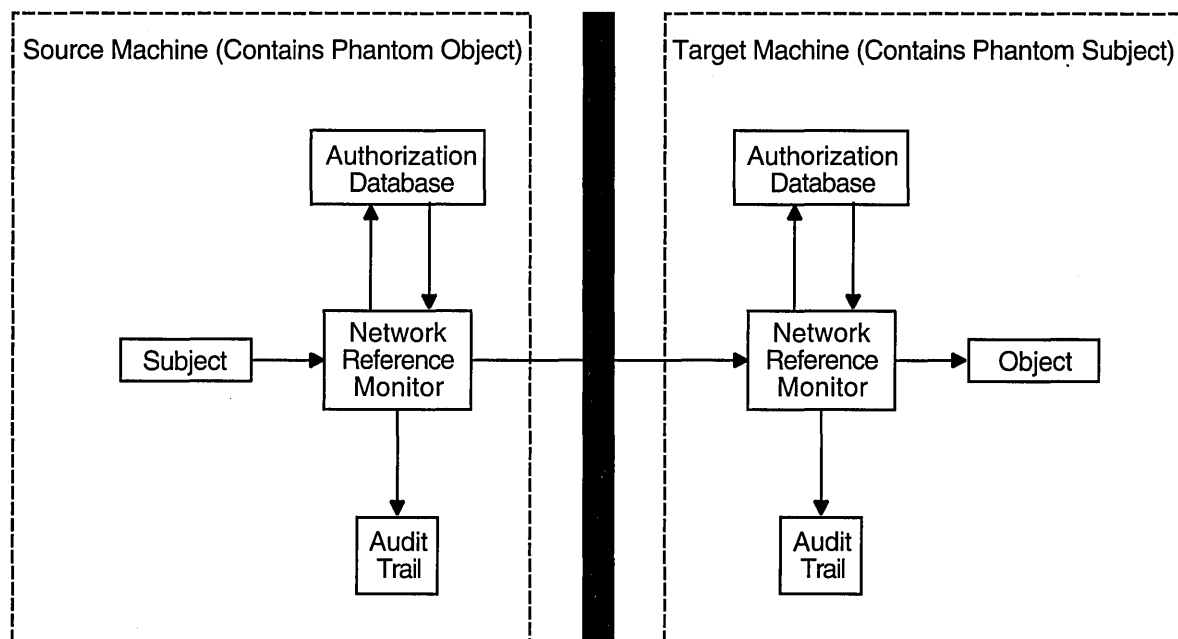 Source Machine (Contains Phantom Object)
Target Machine (Contains Phantom Subject)
Authorization
Database
Authorization
Database
Subject
Network
Reference
Monitor
Network
Reference
Monitor
Object
Audit
Trail
Audit
Trail